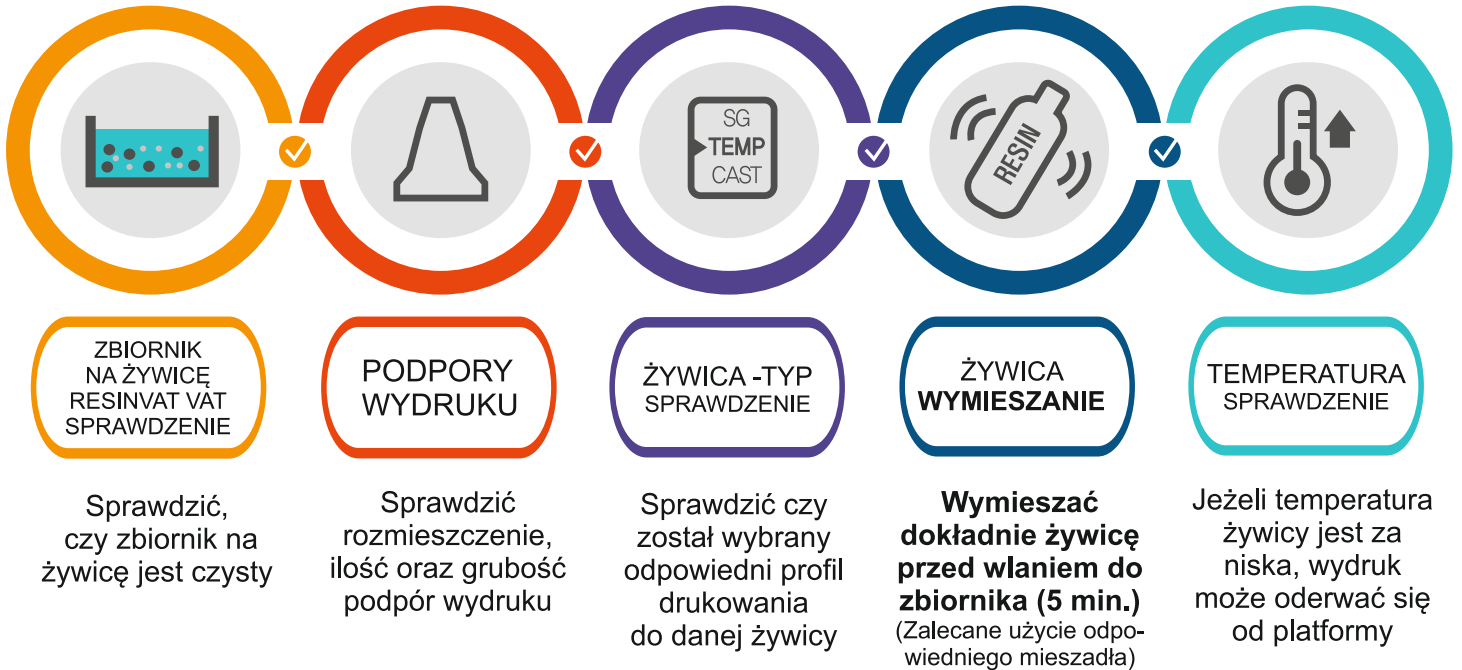 SG
TEMP
CAST
RESIN
ZBIORNIK
NA ŻYWICĘ
RESINVAT VAT
SPRAWDZENIE
PODPORY
WYDRUKU
ŻYWICA -TYP
SPRAWDZENIE
ŻYWICA
WYMIESZANIE
TEMPERATURA
SPRAWDZENIE
Sprawdzić,
czy zbiornik na
żywicę jest czysty
Sprawdzić
rozmieszczenie,
ilość oraz grubość
podpór wydruku
Sprawdzić czy
został wybrany
odpowiedni profil
drukowania
do danej żywicy
Wymieszać
dokładnie żywicę
przed wlaniem do
zbiornika (5 min.)
(Zalecane użycie odpo-
wiedniego mieszadła)
Jeżeli temperatura
żywicy jest za
niska, wydruk
może oderwać się
od platformy